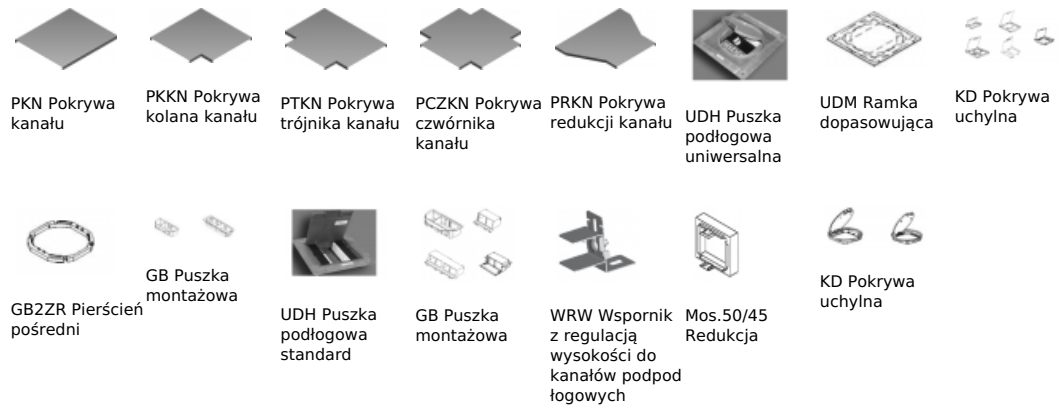 PKN Pokrywa
kanału
PKKN Pokrywa
kolana kanału
PTKN Pokrywa
trójnika kanału
PCZKN Pokrywa
czwórnika
kanału
PRKN Pokrywa
redukcji kanału
UDH Puszka
podłogowa
uniwersalna
UDM Ramka
dopasowująca
KD Pokrywa
uchylna
GB2ZR Pierścień
pośredni
GB Puszka
montażowa
UDH Puszka
podłogowa
standard
GB Puszka
montażowa
WRW Wspornik
z regulacją
wysokości do
kanałów podpod
łogowych
Mos.50/45
Redukcja
KD Pokrywa
uchylna